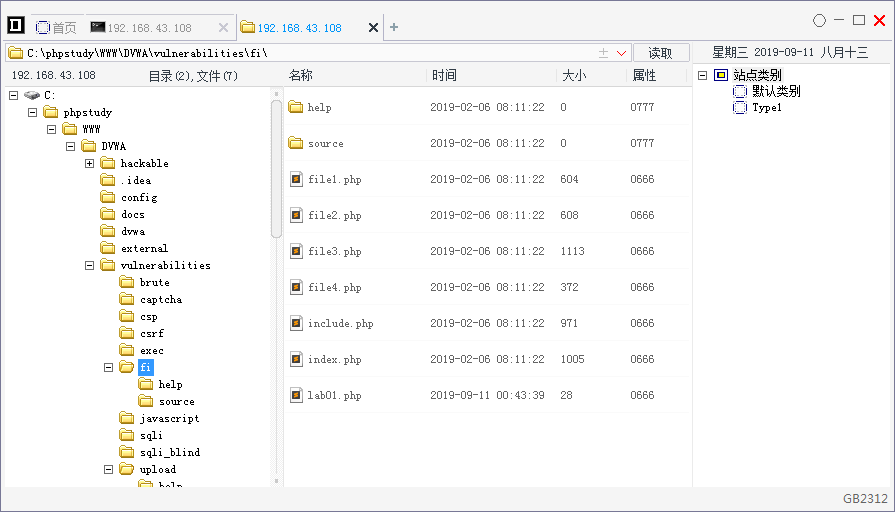 首页 192.168.43.108 192.168.43.108
C:\phpstudy\WWW\DVWA\vulnerabilities\fi\ 读取 星期三 2019-09-11 八月十三
192.168.43.108 目录(2),文件(7)
C:
phpstudy
WWW
DVWA
hackable
.idea
config
docs
dvwa
external
vulnerabilities
brute
captcha
csp
csrf
exec
fi
help
source
javascript
sqli
sqli_blind
upload
help
名称 时间 大小 属性
help 2019-02-06 08:11:22 0 0777
source 2019-02-06 08:11:22 0 0777
file1.php 2019-02-06 08:11:22 604 0666
file2.php 2019-02-06 08:11:22 608 0666
file3.php 2019-02-06 08:11:22 1113 0666
file4.php 2019-02-06 08:11:22 372 0666
include.php 2019-02-06 08:11:22 971 0666
index.php 2019-02-06 08:11:22 1005 0666
lab01.php 2019-09-11 00:43:39 28 0666
站点类别
默认类别
Type1
GB2312